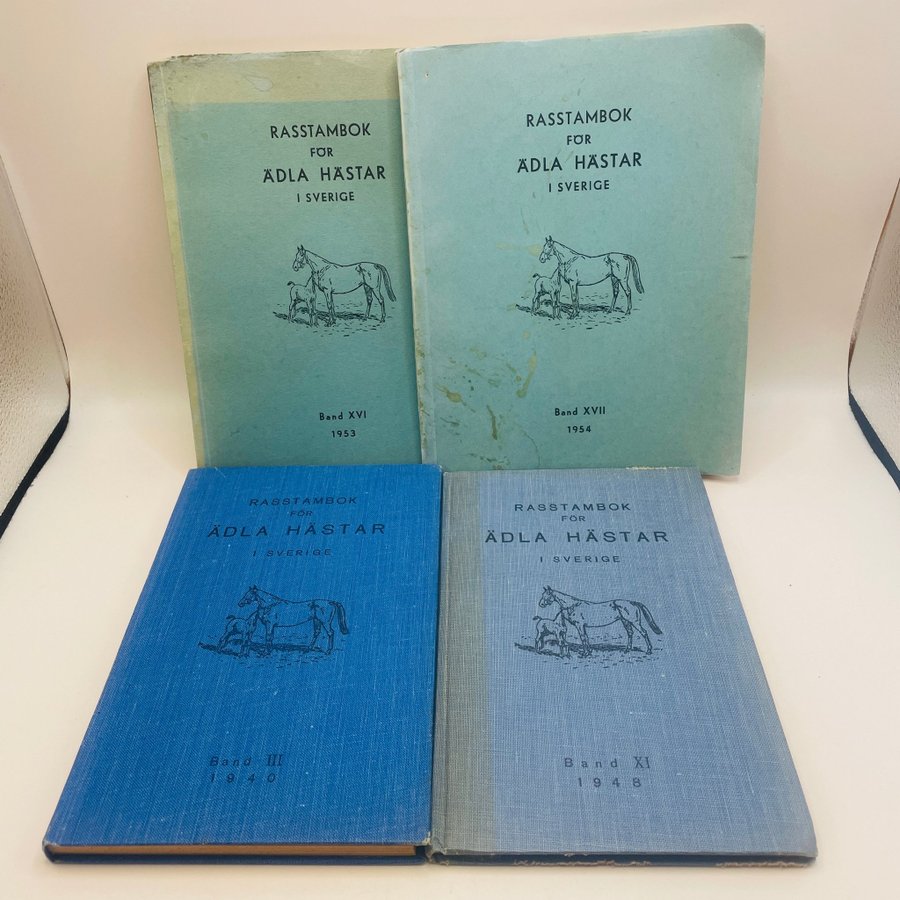 RASSTAMBOK
FÖR
ÄDLA HÄSTAR
I SVERIGE
Band XVI
1953
RASSTAMBOK
FÖR
ÄDLA HÄSTAR
I SVERIGE
Band XVII
1954
RASSTAMBOK
FÖR
ÄDLA HÄSTAR
I SVERIGE
Band III
1940
RASSTAMBOK
FÖR
ÄDLA HÄSTAR
I SVERIGE
Band XI
1948